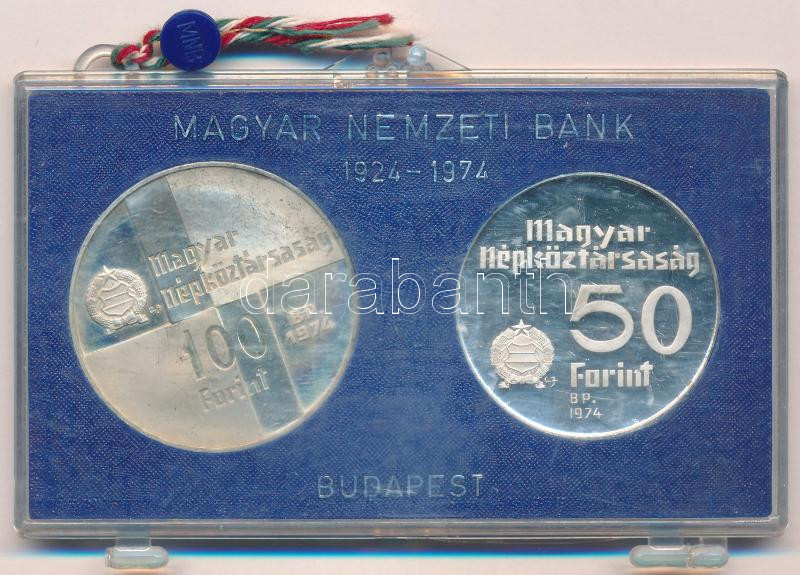 MNB
MAGYAR NEMZETI BANK
1924-1974
Magyar
Népköztársaság
100
Forint
BP.
1974
Magyar
Népköztársaság
50
Forint
BP.
1974
darabanth
BUDAPEST